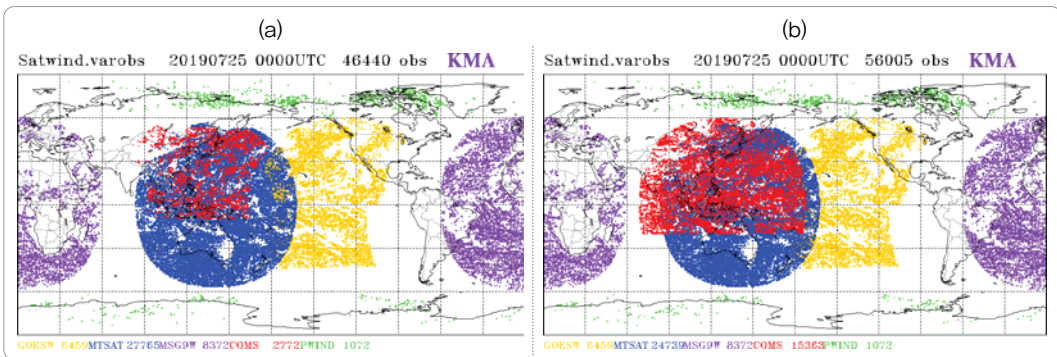 (a)
Satwind.varobs 20190725 0000UTC 46440 obs KMA
GOESW 6459MTSAT 27765MSG9W 8372COMS 2772PWIND 1072
(b)
Satwind.varobs 20190725 0000UTC 56005 obs KMA
GOESW 6459MTSAT 24739MSG9W 8372COMS 15363PWIND 1072